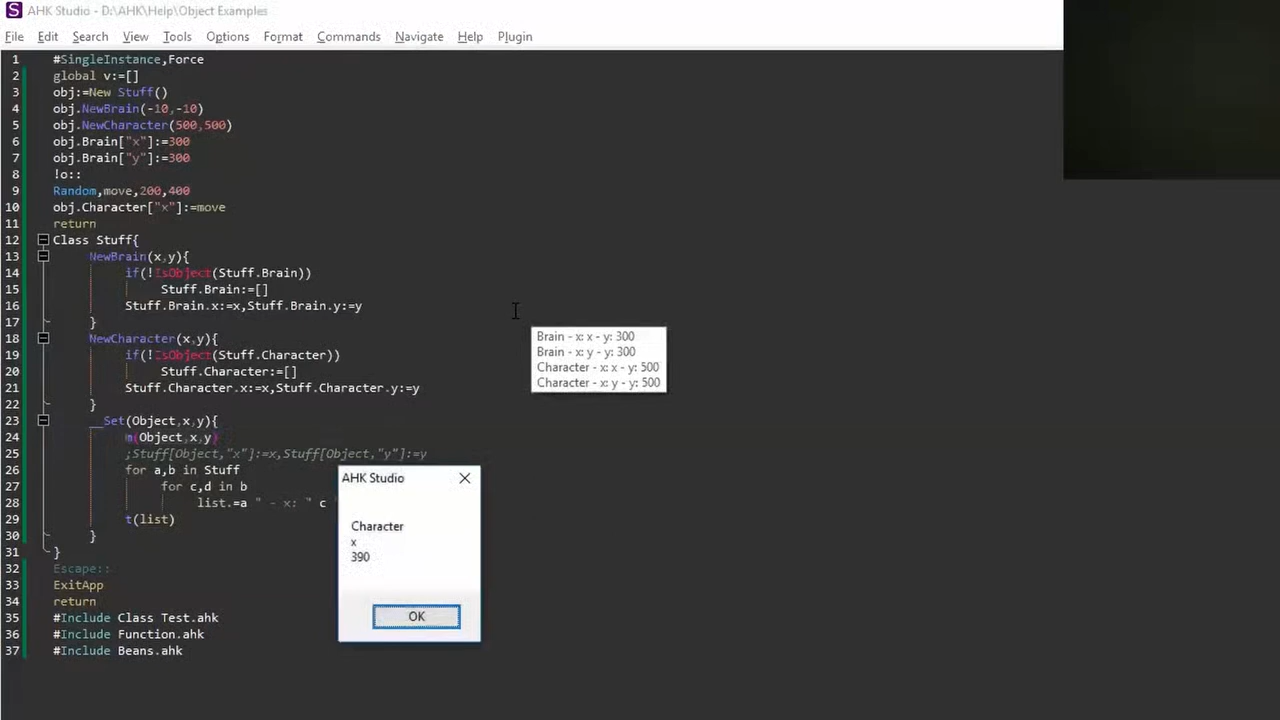 AHK Studio - D:\AHK\Help\Object Examples
File Edit Search View Tools Options Format Commands Navigate Help Plugin
1 #SingleInstance,Force
2 global v:=[]
3 obj:=New Stuff()
4 obj.NewBrain(-10,-10)
5 obj.NewCharacter(500,500)
6 obj.Brain["x"]:=300
7 obj.Brain["y"]:=300
8 !o::
9 Random,move,200,400
10 obj.Character["x"]:=move
11 return
12 Class Stuff{
13 NewBrain(x,y){
14 if(!IsObject(Stuff.Brain))
15 Stuff.Brain:=[]
16 Stuff.Brain.x:=x,Stuff.Brain.y:=y
17 }
18 NewCharacter(x,y){
19 if(!IsObject(Stuff.Character))
20 Stuff.Character:=[]
21 Stuff.Character.x:=x,Stuff.Character.y:=y
22 }
23 __Set(Object,x,y){
24 m(Object,x,y)
25 ;Stuff[Object,"x"]:=x,Stuff[Object,"y"]:=y
26 for a,b in Stuff
27 for c,d in b
28 list.=a " - x: " c
29 t(list)
30 }
31 }
32 Escape::
33 ExitApp
34 return
35 #Include Class Test.ahk
36 #Include Function.ahk
37 #Include Beans.ahk
Brain - x: x - y: 300
Brain - x: y - y: 300
Character - x: x - y: 500
Character - x: y - y: 500
AHK Studio
Character
x
390
OK